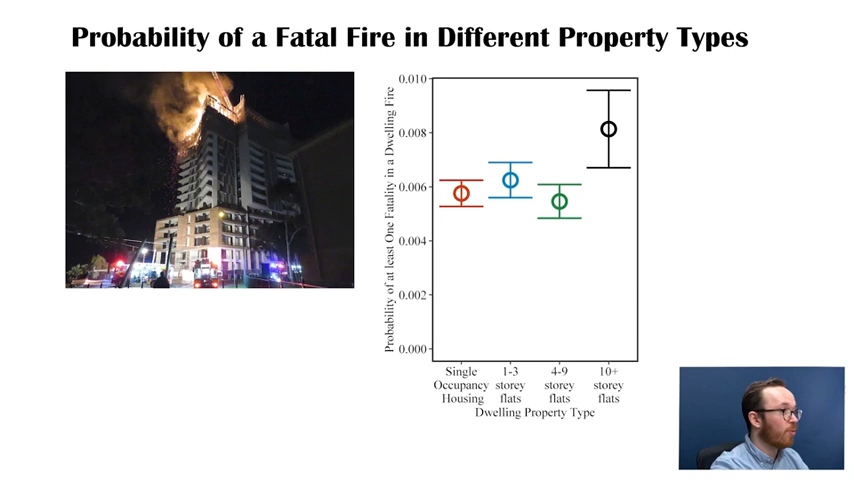 Probability of a Fatal Fire in Different Property Types
Probability of at least One Fatality in a Dwelling Fire
0.010
0.008
0.006
0.004
0.002
0.000
Single Occupancy Housing
1-3 storey flats
4-9 storey flats
10+ storey flats
Dwelling Property Type